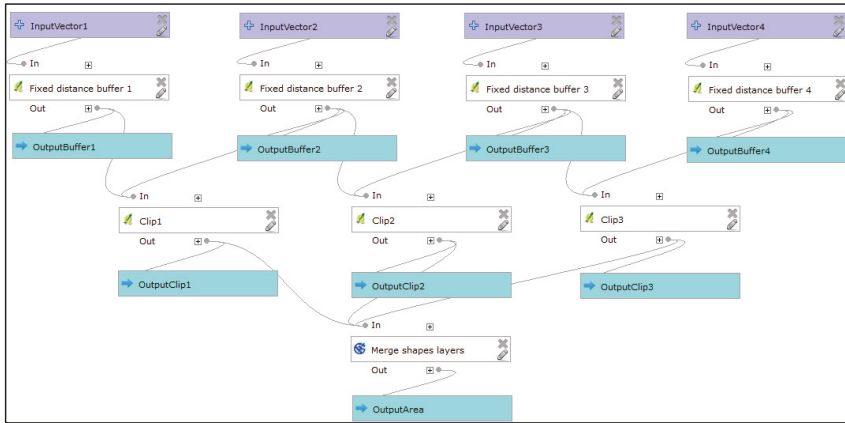 InputVector1
InputVector2
InputVector3
InputVector4
In
In
In
In
Fixed distance buffer 1
Fixed distance buffer 2
Fixed distance buffer 3
Fixed distance buffer 4
Out
Out
Out
Out
OutputBuffer1
OutputBuffer2
OutputBuffer3
OutputBuffer4
In
In
In
Clip1
Clip2
Clip3
Out
Out
Out
OutputClip1
OutputClip2
OutputClip3
In
Merge shapes layers
Out
OutputArea